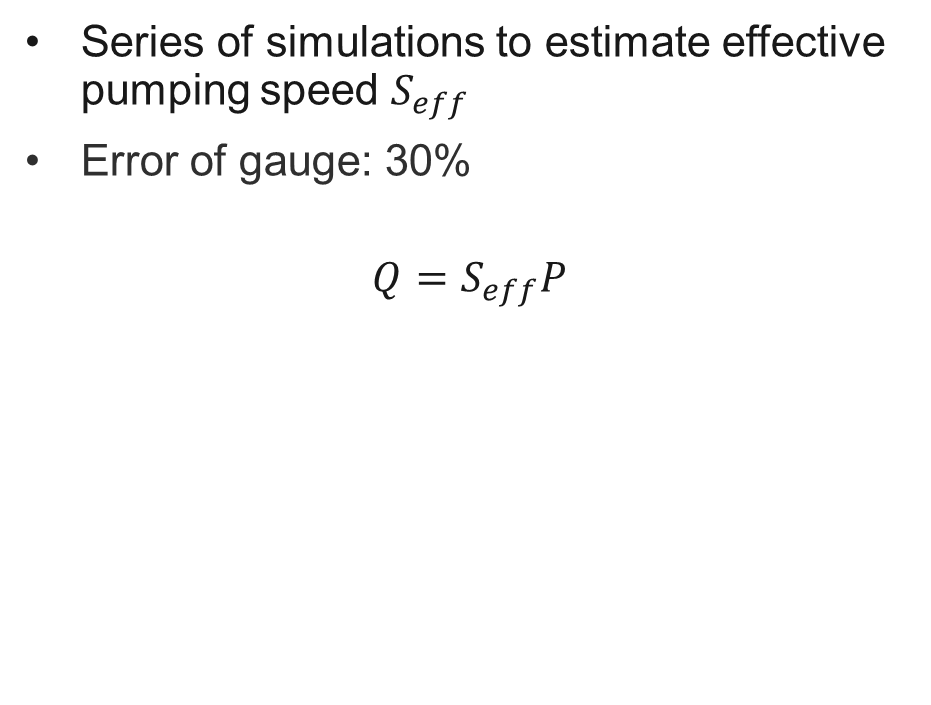 • Series of simulations to estimate effective
pumping speed S_eff
• Error of gauge: 30%
Q = S_eff P